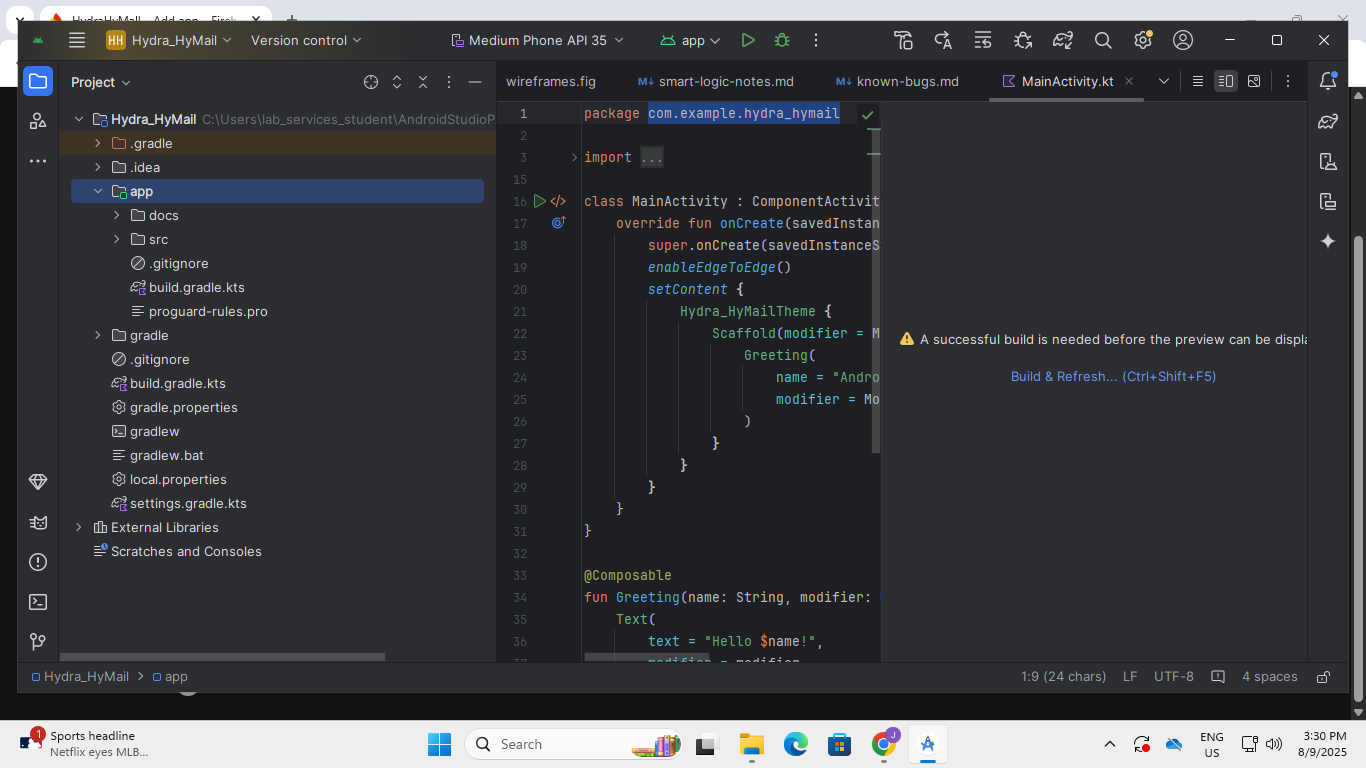 HydraHyMail - Add app - Fireb
HH Hydra_HyMail Version control Medium Phone API 35 app
Project
wireframes.fig smart-logic-notes.md known-bugs.md MainActivity.kt
Hydra_HyMail C:\Users\lab_services_student\AndroidStudioP
.gradle
.idea
app
docs
src
.gitignore
build.gradle.kts
proguard-rules.pro
gradle
.gitignore
build.gradle.kts
gradle.properties
gradlew
gradlew.bat
local.properties
settings.gradle.kts
External Libraries
Scratches and Consoles
1 package com.example.hydra_hymail
2
3 import ...
15
16 class MainActivity : ComponentActivit
17 override fun onCreate(savedInstan
18 super.onCreate(savedInstanceS
19 enableEdgeToEdge()
20 setContent {
21 Hydra_HyMailTheme {
22 Scaffold(modifier = M
23 Greeting(
24 name = "Andro
25 modifier = Mo
26 )
27 }
28 }
29 }
30 }
31 }
32
33 @Composable
34 fun Greeting(name: String, modifier:
35 Text(
36 text = "Hello $name!",
37 modifier = modifier
A successful build is needed before the preview can be displa
Build & Refresh... (Ctrl+Shift+F5)
Hydra_HyMail > app
1:9 (24 chars) LF UTF-8 4 spaces
1 Sports headline
Netflix eyes MLB...
Search
J
ENG
US
3:30 PM
8/9/2025